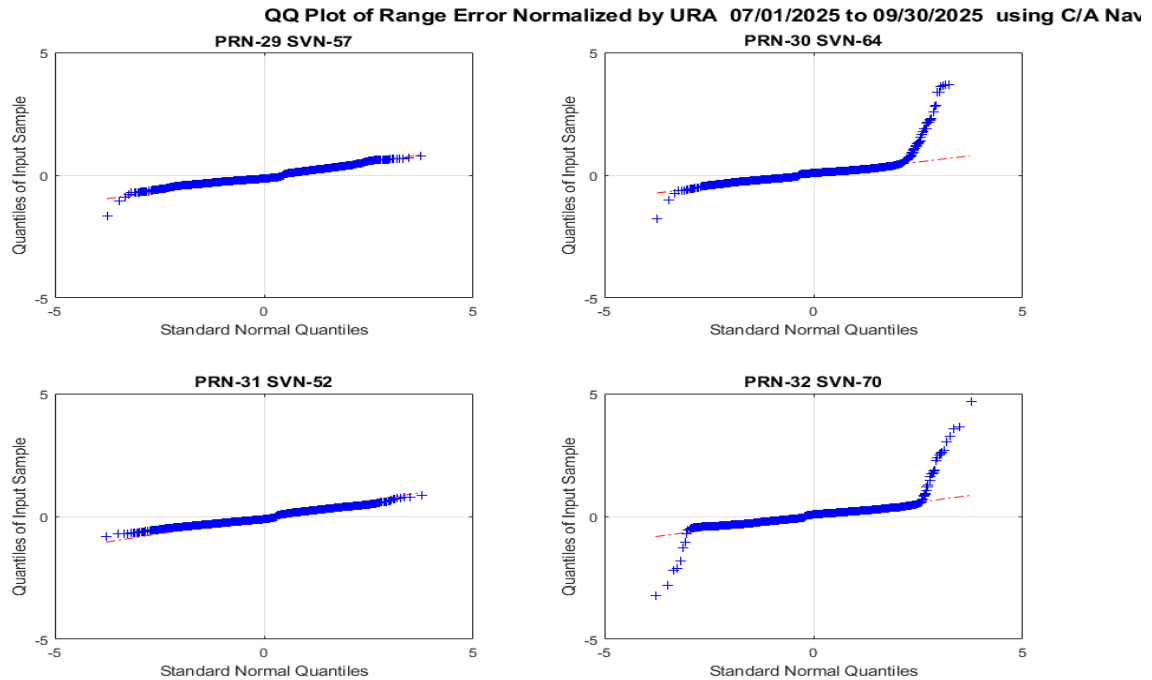 QQ Plot of Range Error Normalized by URA 07/01/2025 to 09/30/2025 using C/A Nav
PRN-29 SVN-57
5
0
-5
-5
0
5
Quantiles of Input Sample
Standard Normal Quantiles
PRN-30 SVN-64
5
0
-5
-5
0
5
Quantiles of Input Sample
Standard Normal Quantiles
PRN-31 SVN-52
5
0
-5
-5
0
5
Quantiles of Input Sample
Standard Normal Quantiles
PRN-32 SVN-70
5
0
-5
-5
0
5
Quantiles of Input Sample
Standard Normal Quantiles